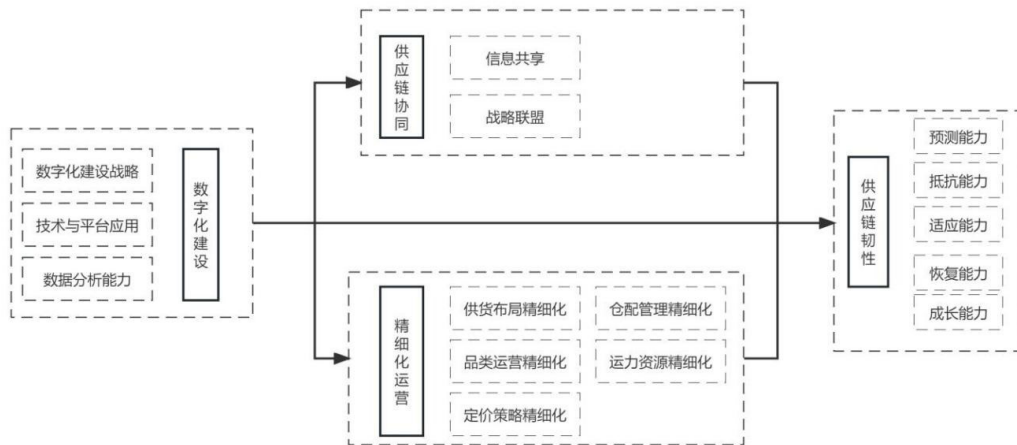 数字化建设战略
技术与平台应用
数据分析能力
数字化建设
供应链协同
信息共享
战略联盟
精细化运营
供货布局精细化
仓配管理精细化
品类运营精细化
运力资源精细化
定价策略精细化
供应链韧性
预测能力
抵抗能力
适应能力
恢复能力
成长能力